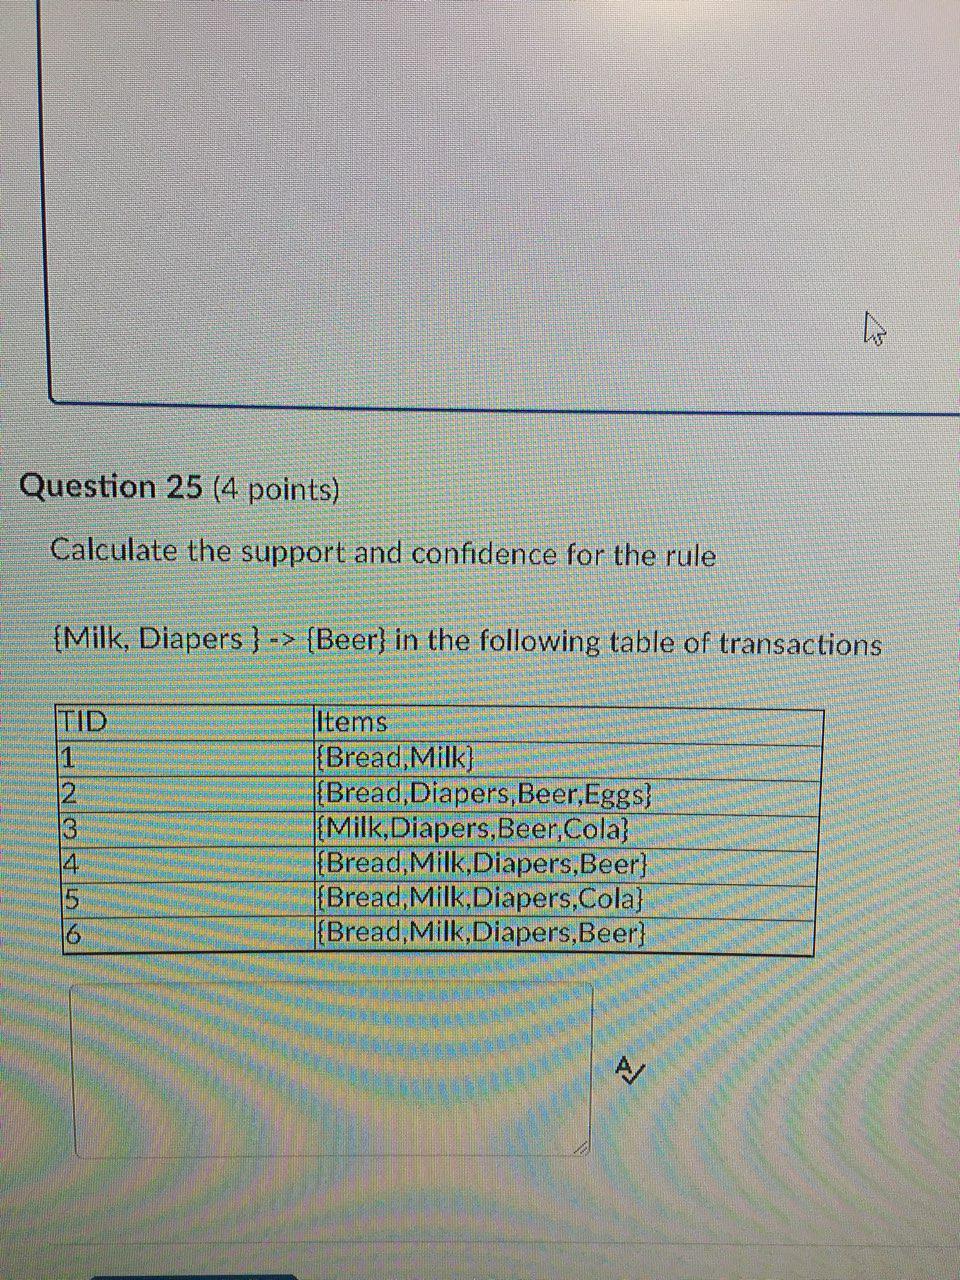 Question 25 (4 points)
Calculate the support and confidence for the rule
{Milk, Diapers } -> {Beer} in the following table of transactions
TID Items
1 {Bread,Milk}
2 {Bread,Diapers,Beer,Eggs}
3 {Milk,Diapers,Beer,Cola}
4 {Bread,Milk,Diapers,Beer}
5 {Bread,Milk,Diapers,Cola}
6 {Bread,Milk,Diapers,Beer}
A